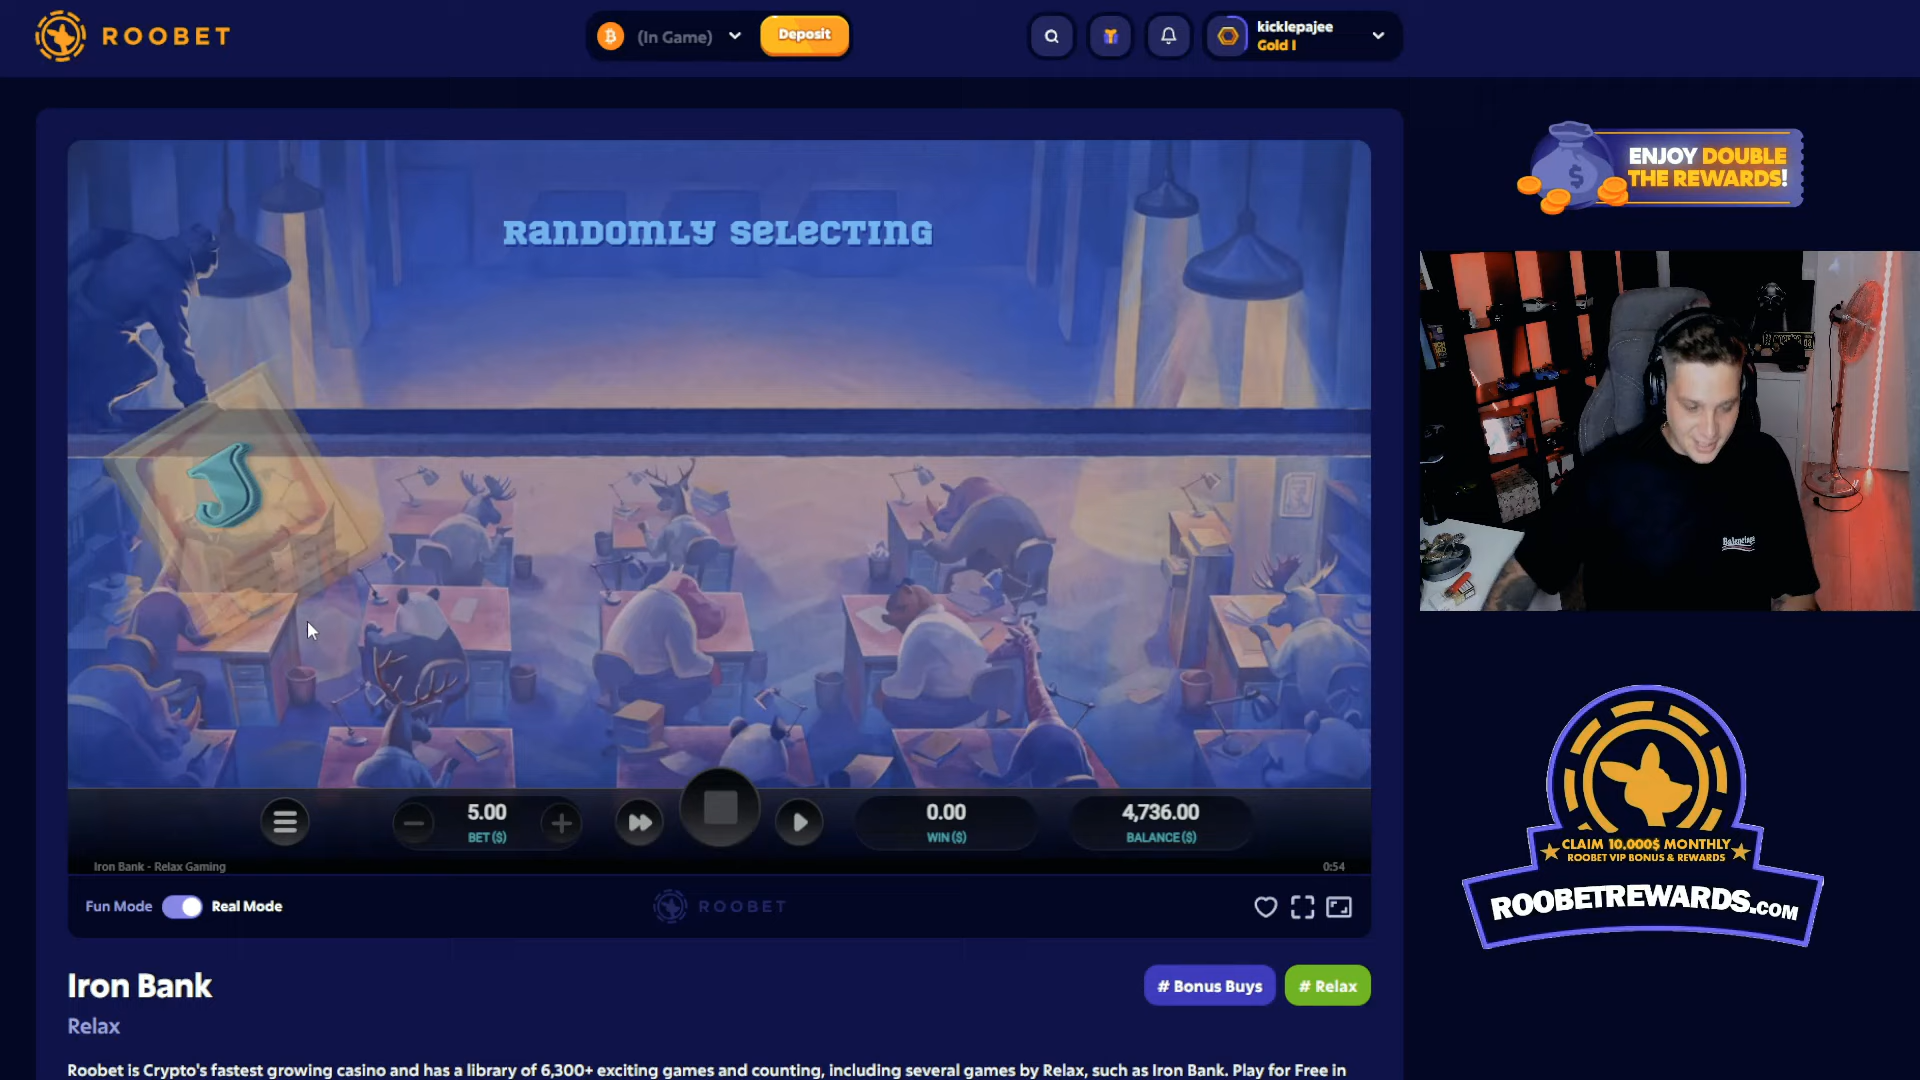 ROOBET
(In Game)
Deposit
kicklepajee
Gold I
ENJOY DOUBLE
THE REWARDS!
RANDOMLY SELECTING
J
Balenciaga
5.00
BET ($)
0.00
WIN ($)
4,736.00
BALANCE ($)
Iron Bank - Relax Gaming
0:54
Fun Mode
Real Mode
ROOBET
CLAIM 10.000$ MONTHLY
ROOBET VIP BONUS & REWARDS
ROOBETREWARDS.COM
Iron Bank
# Bonus Buys
# Relax
Relax
Roobet is Crypto's fastest growing casino and has a library of 6,300+ exciting games and counting, including several games by Relax, such as Iron Bank. Play for Free in